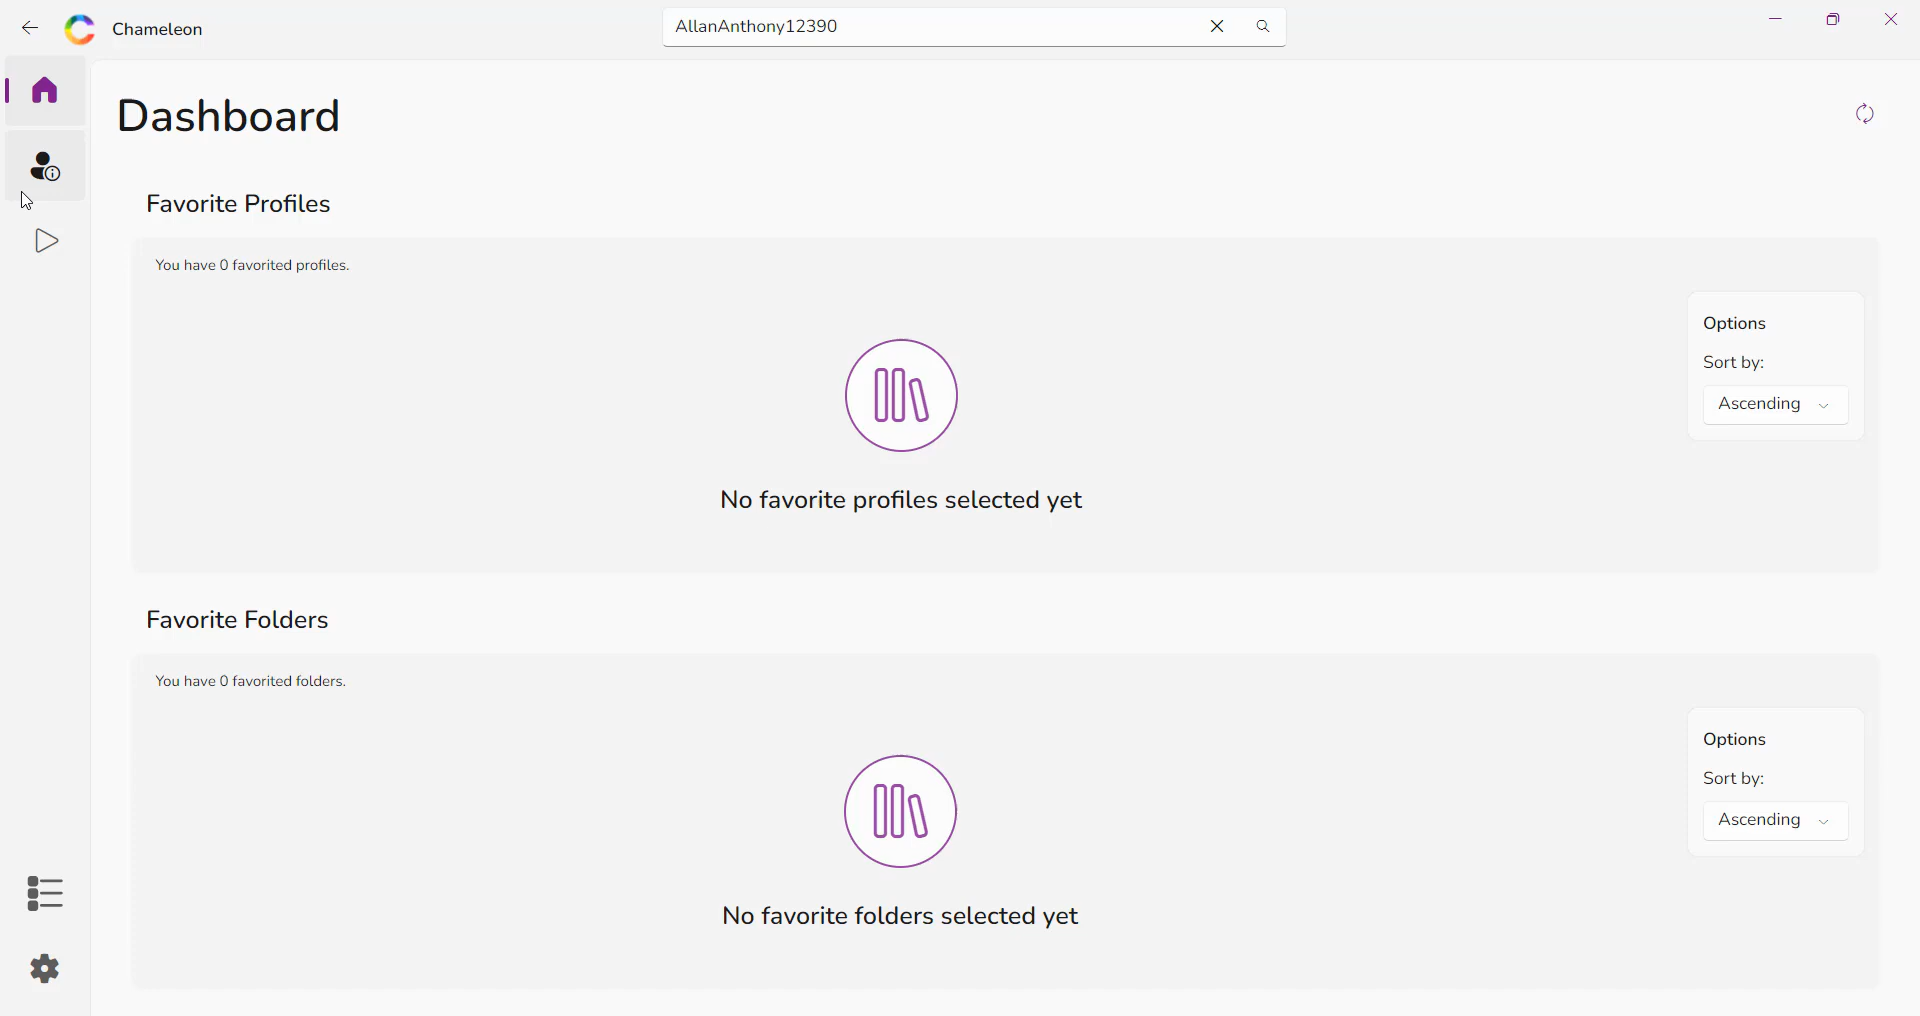 Chameleon
AllanAnthony12390
Dashboard
Favorite Profiles
You have 0 favorited profiles.
Options
Sort by:
Ascending
No favorite profiles selected yet
Favorite Folders
You have 0 favorited folders.
Options
Sort by:
Ascending
No favorite folders selected yet